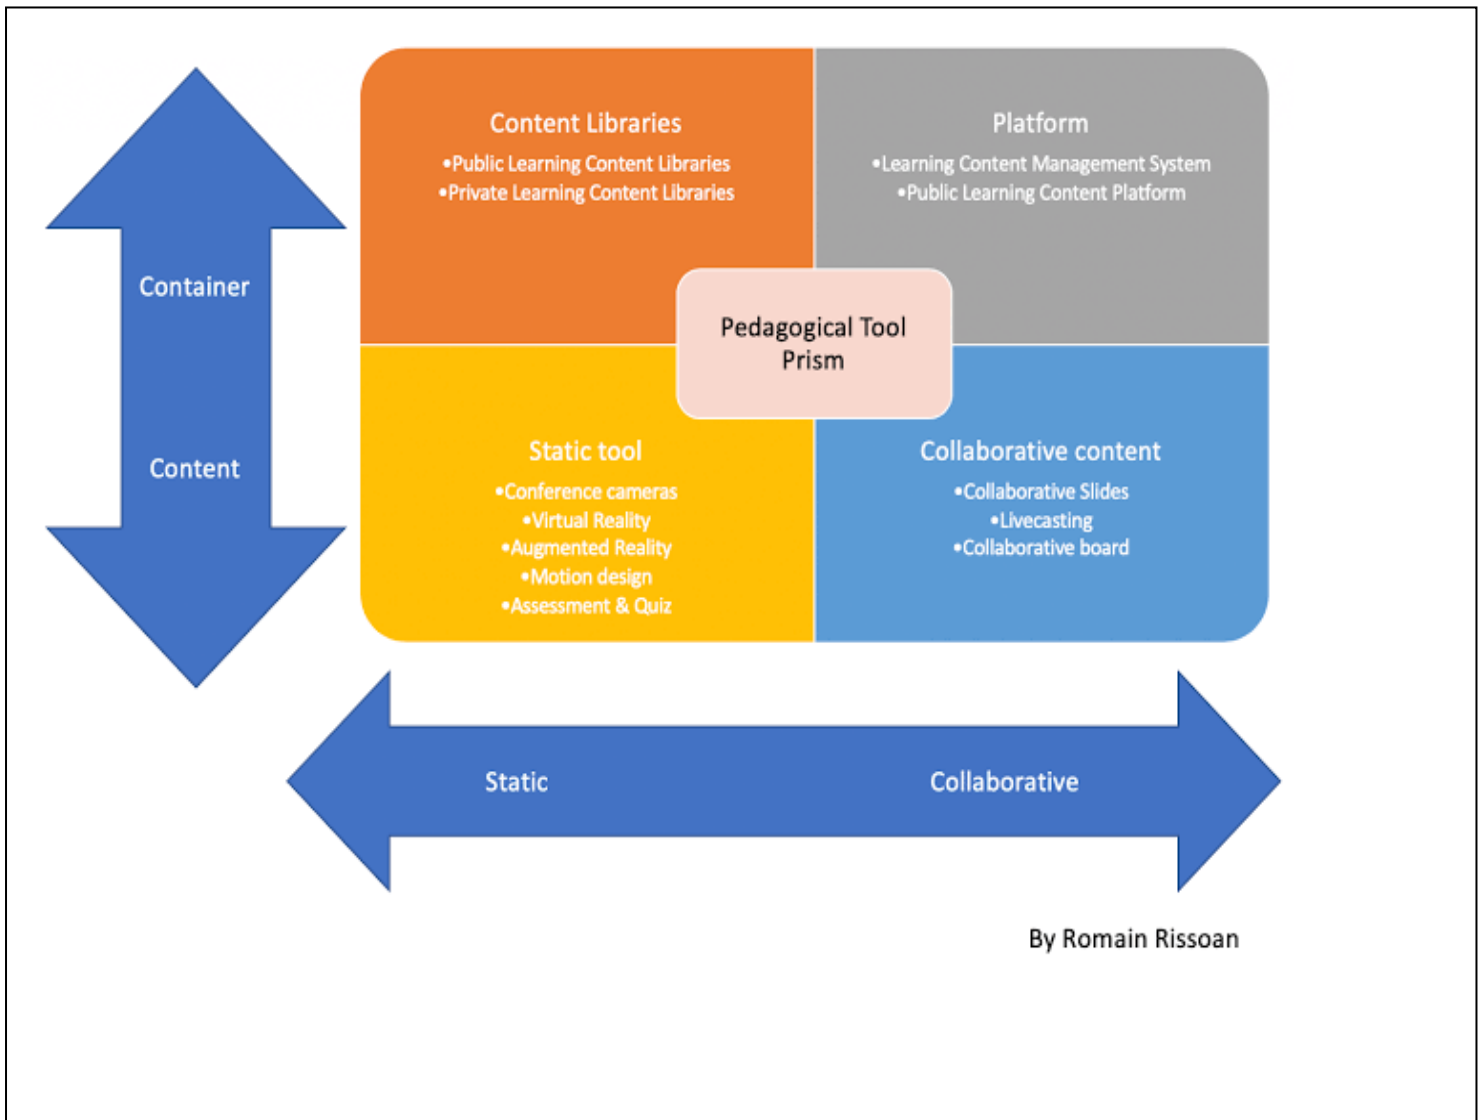 Content Libraries
•Public Learning Content Libraries
•Private Learning Content Libraries
Platform
•Learning Content Management System
•Public Learning Content Platform
Container
Content
Pedagogical Tool
Prism
Static tool
•Conference cameras
•Virtual Reality
•Augmented Reality
•Motion design
•Assessment & Quiz
Collaborative content
•Collaborative Slides
•Livecasting
•Collaborative board
Static
Collaborative
By Romain Rissoan